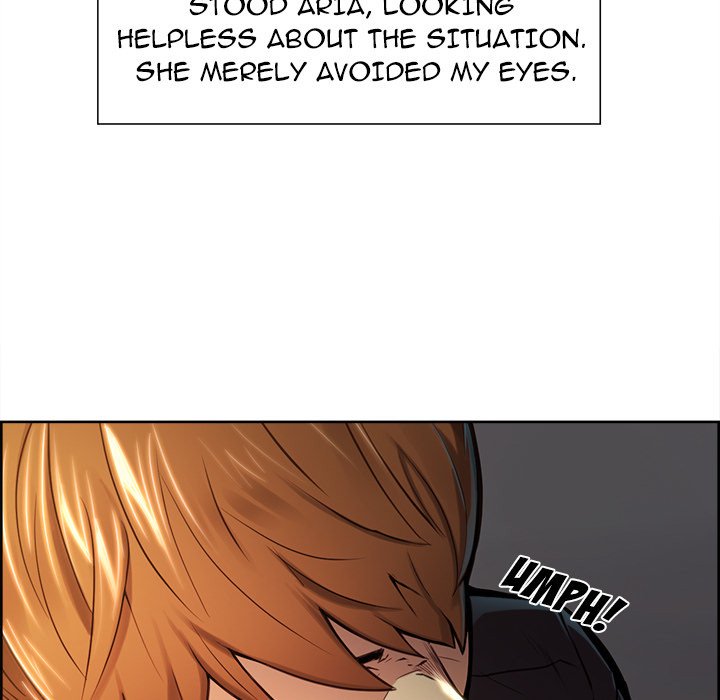 STOOD ARIA, LOOKING
HELPLESS ABOUT THE SITUATION.
SHE MERELY AVOIDED MY EYES.
UMPH!